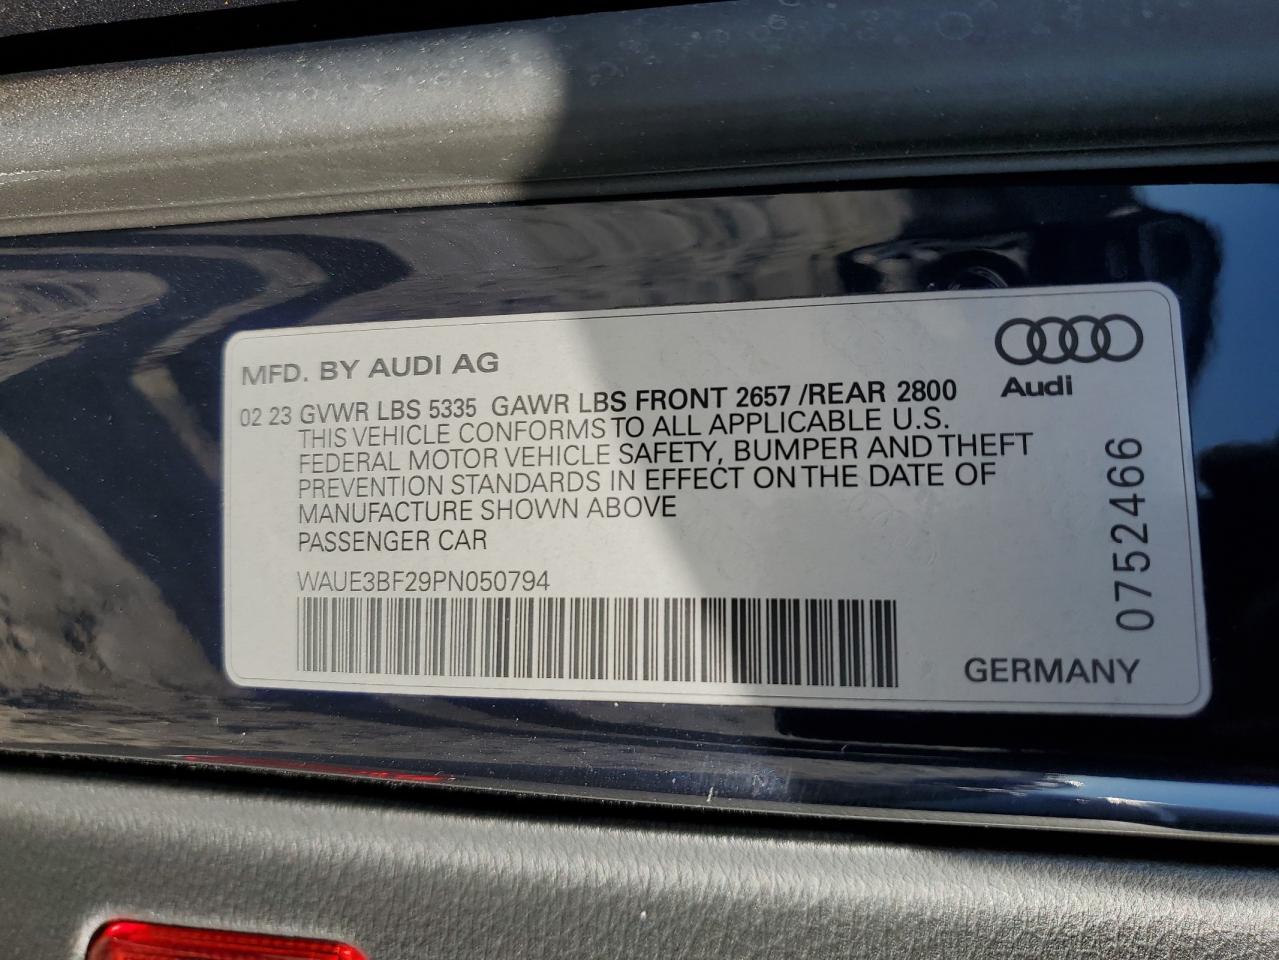 MFD. BY AUDI AG
Audi
02 23 GVWR LBS 5335 GAWR LBS FRONT 2657 /REAR 2800
THIS VEHICLE CONFORMS TO ALL APPLICABLE U.S.
FEDERAL MOTOR VEHICLE SAFETY, BUMPER AND THEFT
PREVENTION STANDARDS IN EFFECT ON THE DATE OF
MANUFACTURE SHOWN ABOVE
PASSENGER CAR
WAUE3BF29PN050794
0752466
GERMANY